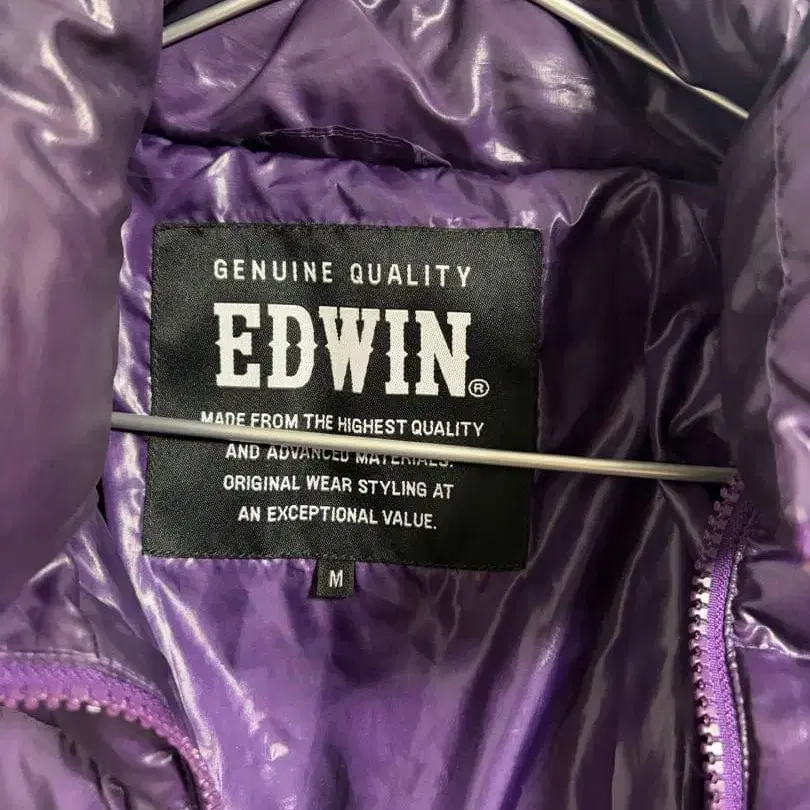 GENUINE QUALITY
EDWIN®
MADE FROM THE HIGHEST QUALITY
AND ADVANCED MATERIALS.
ORIGINAL WEAR STYLING AT
AN EXCEPTIONAL VALUE.
M